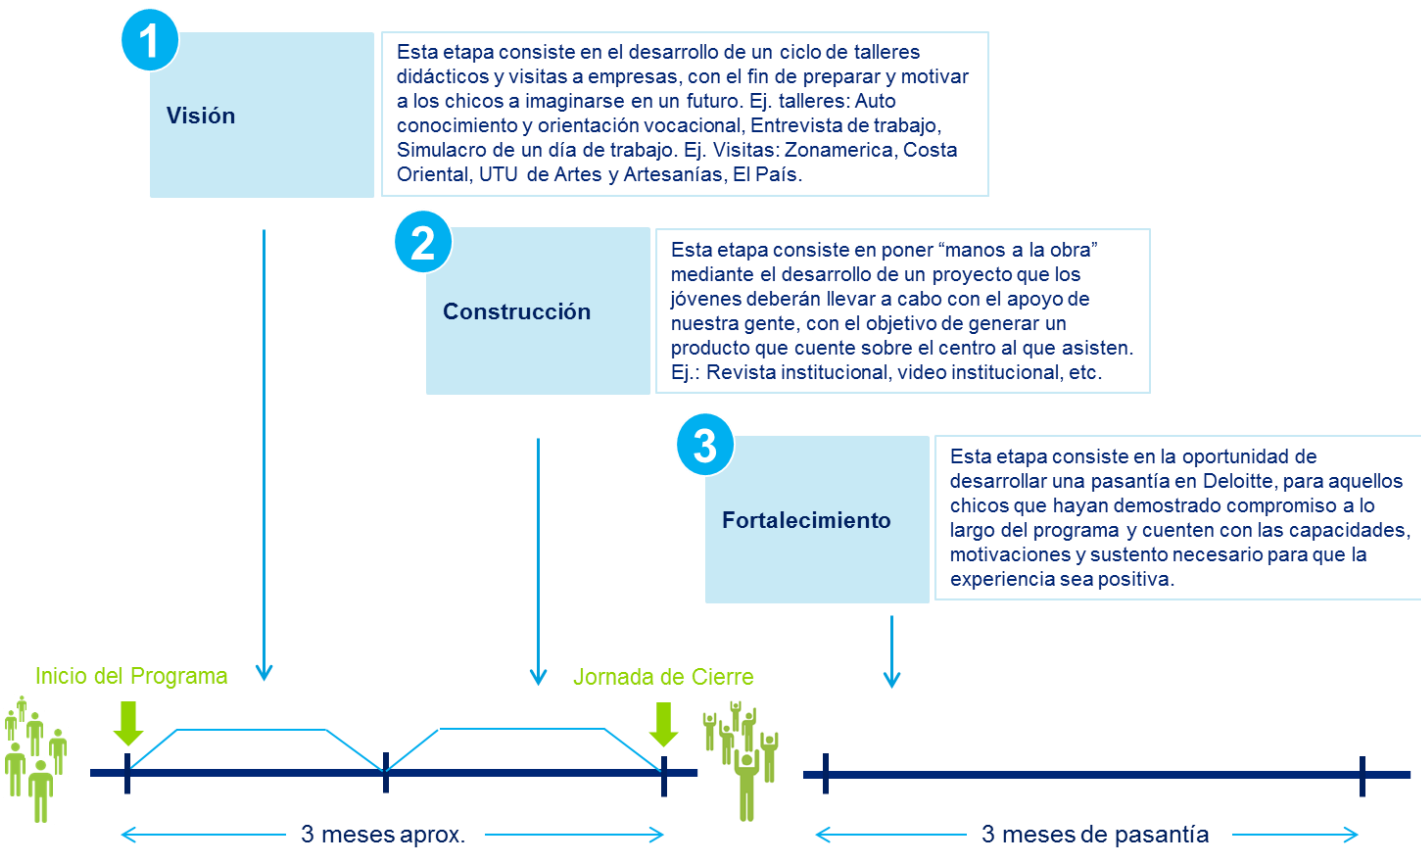 1
Visión
Esta etapa consiste en el desarrollo de un ciclo de talleres
didácticos y visitas a empresas, con el fin de preparar y motivar
a los chicos a imaginarse en un futuro. Ej. talleres: Auto
conocimiento y orientación vocacional, Entrevista de trabajo,
Simulacro de un día de trabajo. Ej. Visitas: Zonamerica, Costa
Oriental, UTU de Artes y Artesanías, El País.
2
Construcción
Esta etapa consiste en poner “manos a la obra”
mediante el desarrollo de un proyecto que los
jóvenes deberán llevar a cabo con el apoyo de
nuestra gente, con el objetivo de generar un
producto que cuente sobre el centro al que asisten.
Ej.: Revista institucional, video institucional, etc.
3
Fortalecimiento
Esta etapa consiste en la oportunidad de
desarrollar una pasantía en Deloitte, para aquellos
chicos que hayan demostrado compromiso a lo
largo del programa y cuenten con las capacidades,
motivaciones y sustento necesario para que la
experiencia sea positiva.
Inicio del Programa
Jornada de Cierre
3 meses aprox.
3 meses de pasantía